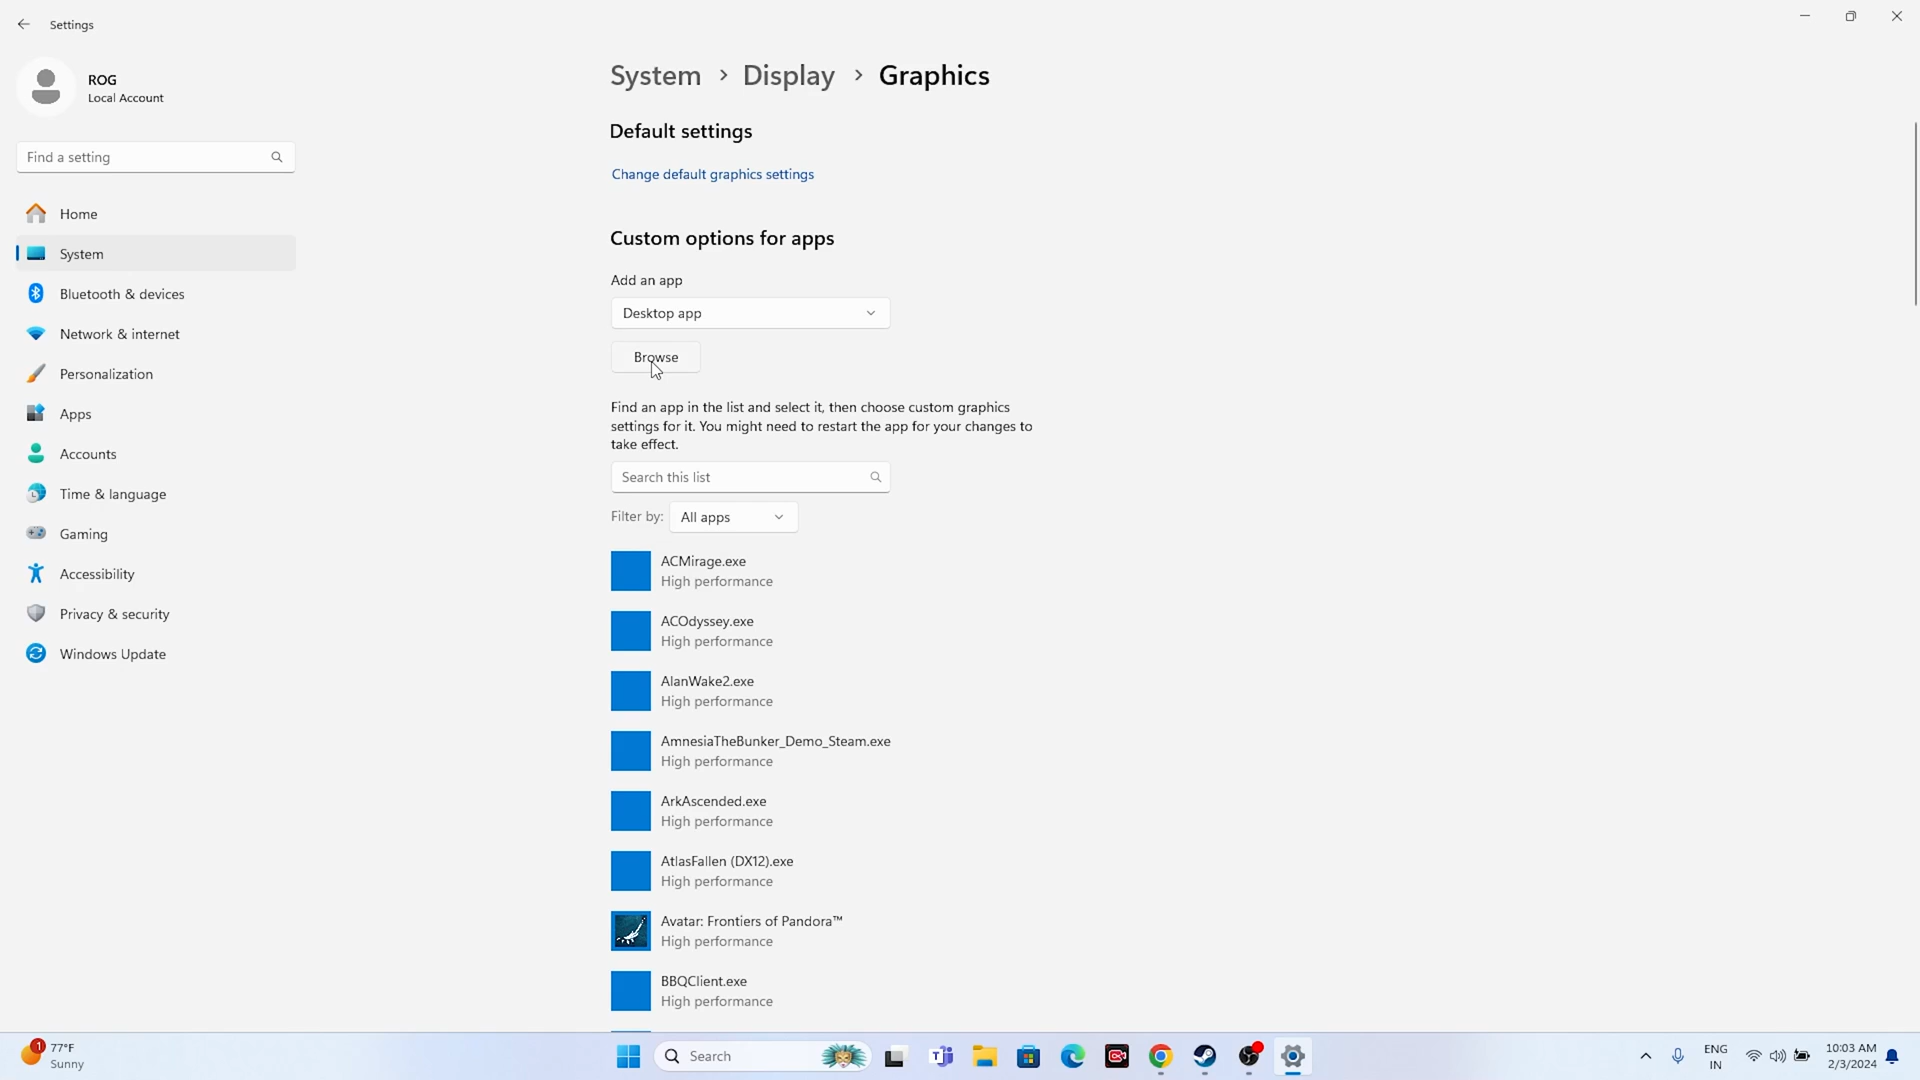 Settings
ROG
Local Account
Find a setting
Home
System
Bluetooth & devices
Network & internet
Personalization
Apps
Accounts
Time & language
Gaming
Accessibility
Privacy & security
Windows Update
System > Display > Graphics
Default settings
Change default graphics settings
Custom options for apps
Add an app
Desktop app
Browse
Find an app in the list and select it, then choose custom graphics
settings for it. You might need to restart the app for your changes to
take effect.
Search this list
Filter by: All apps
ACMirage.exe
High performance
ACOdyssey.exe
High performance
AlanWake2.exe
High performance
AmnesiaTheBunker_Demo_Steam.exe
High performance
ArkAscended.exe
High performance
AtlasFallen (DX12).exe
High performance
Avatar: Frontiers of Pandora™
High performance
BBQClient.exe
High performance
1
77°F
Sunny
Search
ENG
IN
10:03 AM
2/3/2024